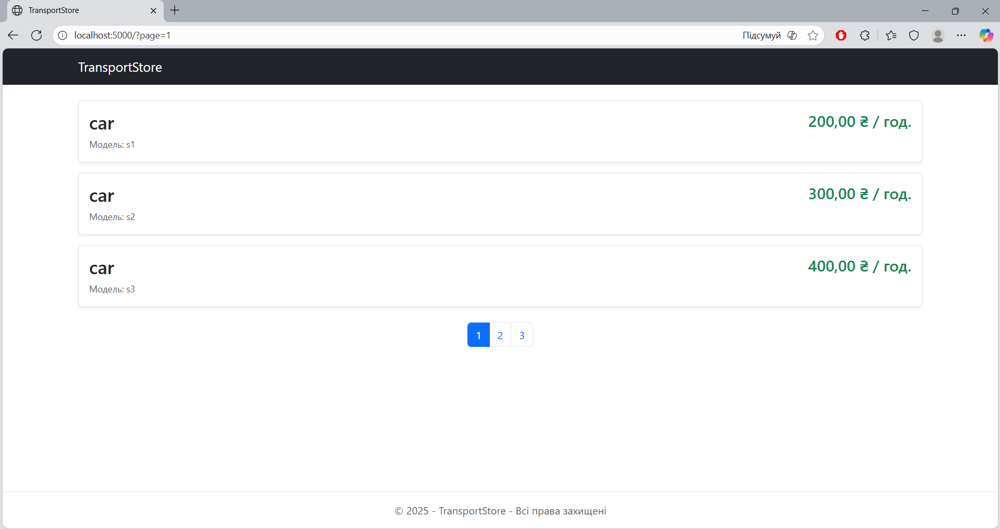 TransportStore
localhost:5000/?page=1
Підсумуй
TransportStore
car
200,00 ₴ / год.
Модель: s1
car
300,00 ₴ / год.
Модель: s2
car
400,00 ₴ / год.
Модель: s3
1 2 3
© 2025 - TransportStore - Всі права захищені